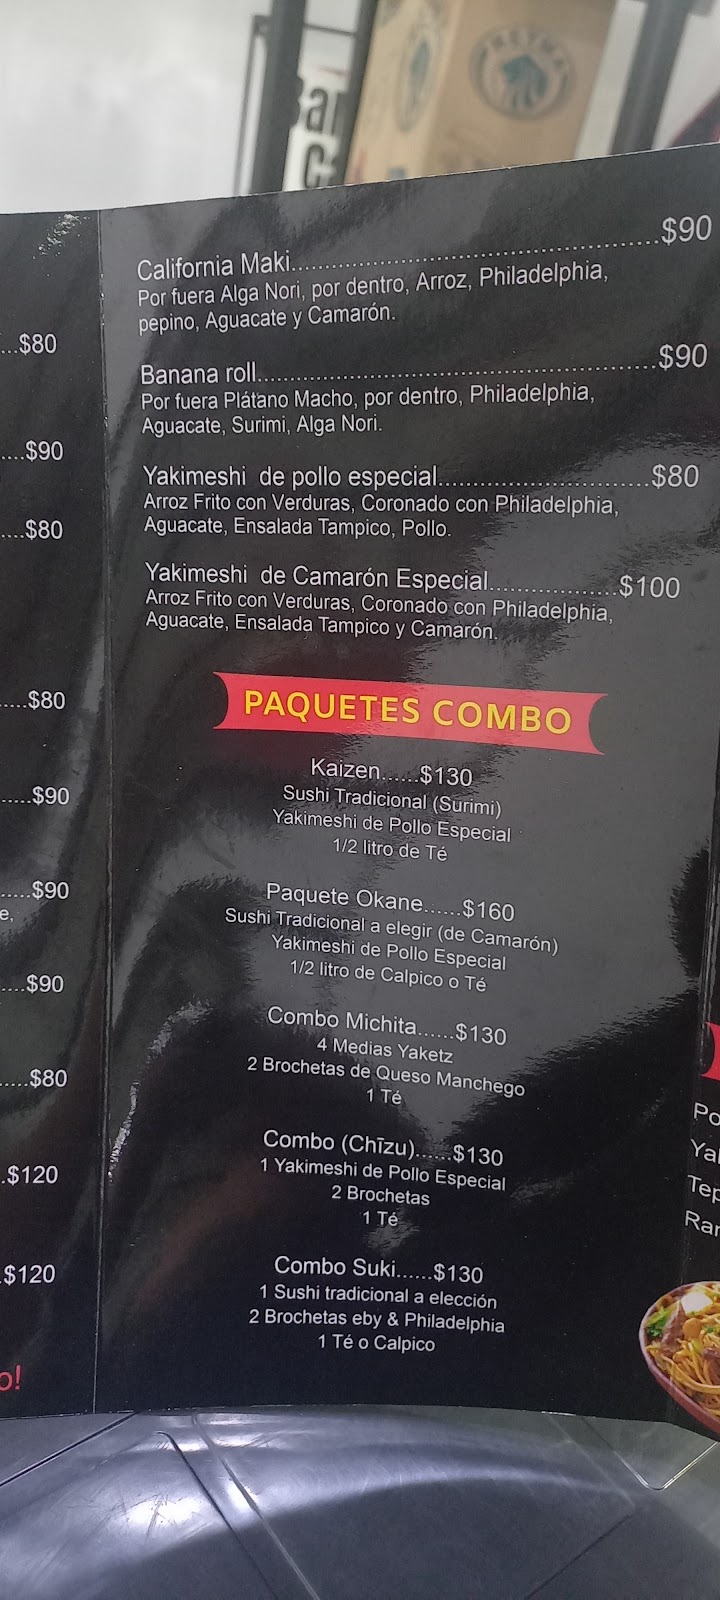 HEYMA
California Maki..................................................$90
Por fuera Alga Nori, por dentro, Arroz, Philadelphia,
pepino, Aguacate y Camarón.
Banana roll......................................................$90
Por fuera Plátano Macho, por dentro, Philadelphia,
Aguacate, Surimi, Alga Nori.
Yakimeshi de pollo especial.............................$80
Arroz Frito con Verduras, Coronado con Philadelphia,
Aguacate, Ensalada Tampico, Pollo.
Yakimeshi de Camarón Especial..................$100
Arroz Frito con Verduras, Coronado con Philadelphia,
Aguacate, Ensalada Tampico y Camarón.
PAQUETES COMBO
Kaizen......$130
Sushi Tradicional (Surimi)
Yakimeshi de Pollo Especial
1/2 litro de Té
Paquete Okane......$160
Sushi Tradicional a elegir (de Camarón)
Yakimeshi de Pollo Especial
1/2 litro de Calpico o Té
Combo Michita......$130
4 Medias Yaketz
2 Brochetas de Queso Manchego
1 Té
Combo (Chīzu)......$130
1 Yakimeshi de Pollo Especial
2 Brochetas
1 Té
Combo Suki......$130
1 Sushi tradicional a elección
2 Brochetas eby & Philadelphia
1 Té o Calpico
...$80
....$90
....$80
.....$80
.....$90
.....$90
e,
....$90
.....$80
.$120
.$120
o!
Po
Yal
Tep
Rar